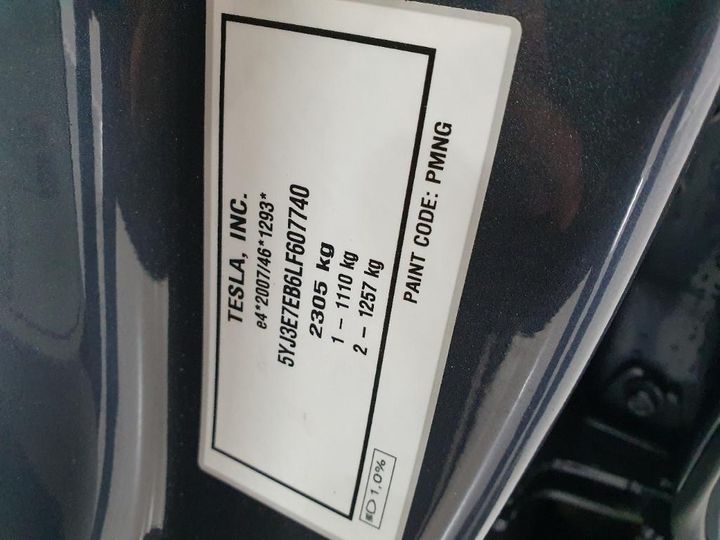 TESLA, INC.
e4*2007/46*1293*
5YJ3E7EB6LF607740
2305 kg
1 - 1110 kg
2 - 1257 kg
PAINT CODE: PMNG
1.0%